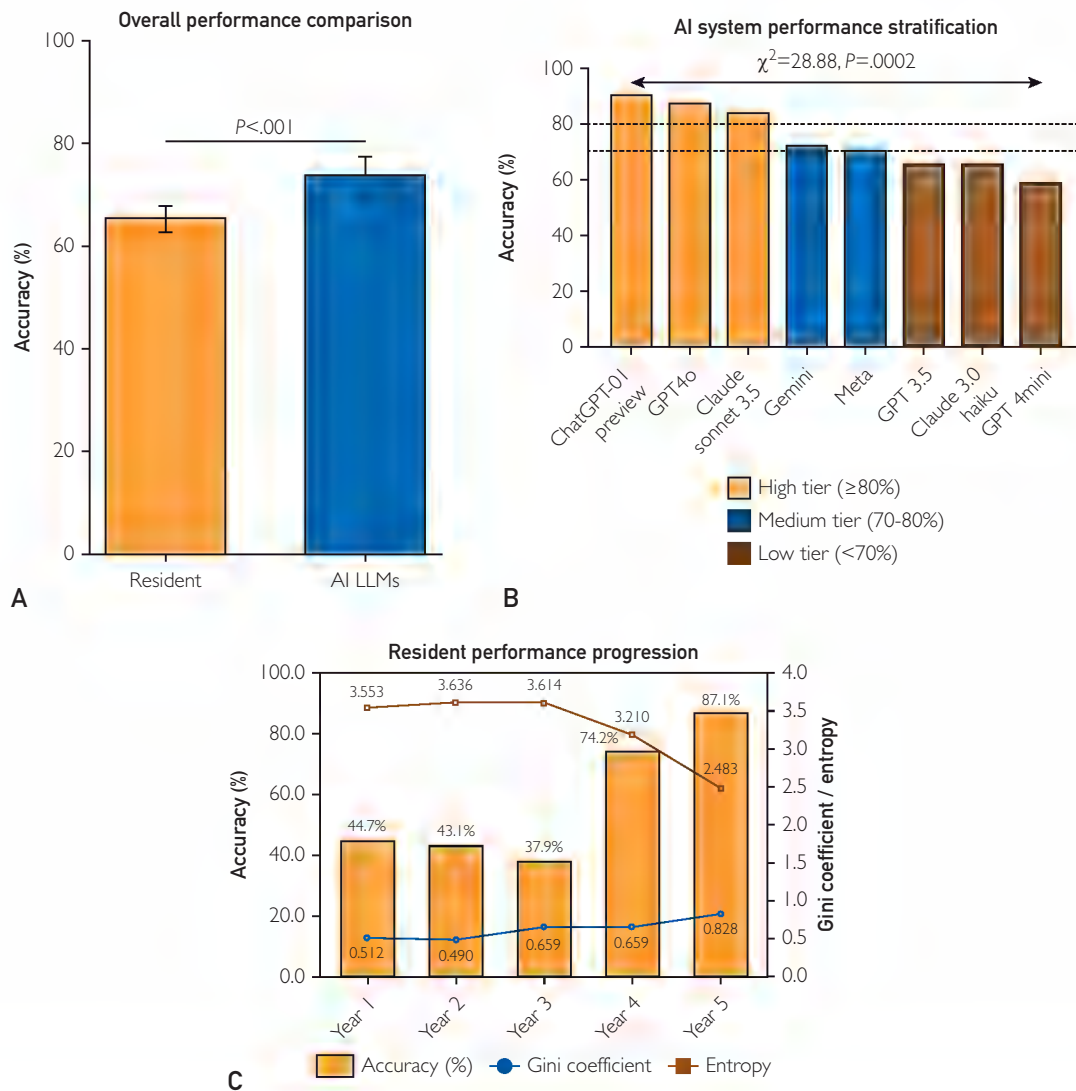 Overall performance comparison
100
80
60
40
20
0
Accuracy (%)
P<.001
Resident
AI LLMs
A
AI system performance stratification
χ²=28.88, P=.0002
100
80
60
40
20
0
Accuracy (%)
ChatGPT-01
preview
GPT4o
Claude
sonnet 3.5
Gemini
Meta
GPT 3.5
Claude 3.0
haiku
GPT 4mini
High tier (≥80%)
Medium tier (70-80%)
Low tier (<70%)
B
Resident performance progression
100.0
80.0
60.0
40.0
20.0
0.0
Accuracy (%)
4.0
3.5
3.0
2.5
2.0
1.5
1.0
0.5
0.0
Gini coefficient / entropy
3.553
3.636
3.614
3.210
2.483
44.7%
43.1%
37.9%
74.2%
87.1%
0.512
0.490
0.659
0.659
0.828
Year 1
Year 2
Year 3
Year 4
Year 5
Accuracy (%)
Gini coefficient
Entropy
C